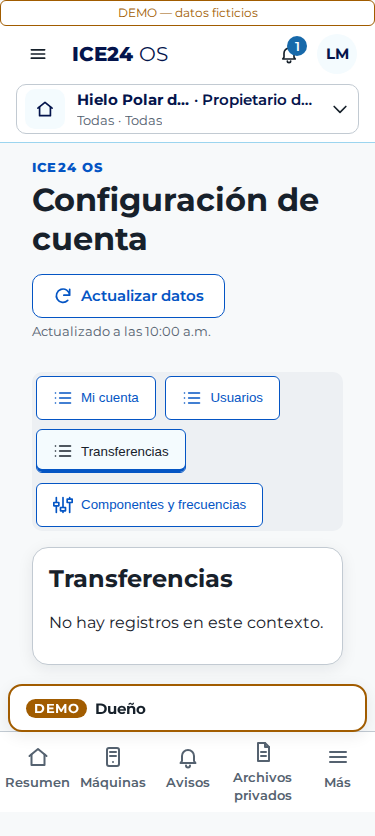 DEMO — datos ficticios
ICE24 OS
1
LM
Hielo Polar d... · Propietario d...
Todas · Todas
ICE24 OS
Configuración de
cuenta
Actualizar datos
Actualizado a las 10:00 a.m.
Mi cuenta
Usuarios
Transferencias
Componentes y frecuencias
Transferencias
No hay registros en este contexto.
DEMO Dueño
Resumen
Máquinas
Avisos
Archivos
privados
Más